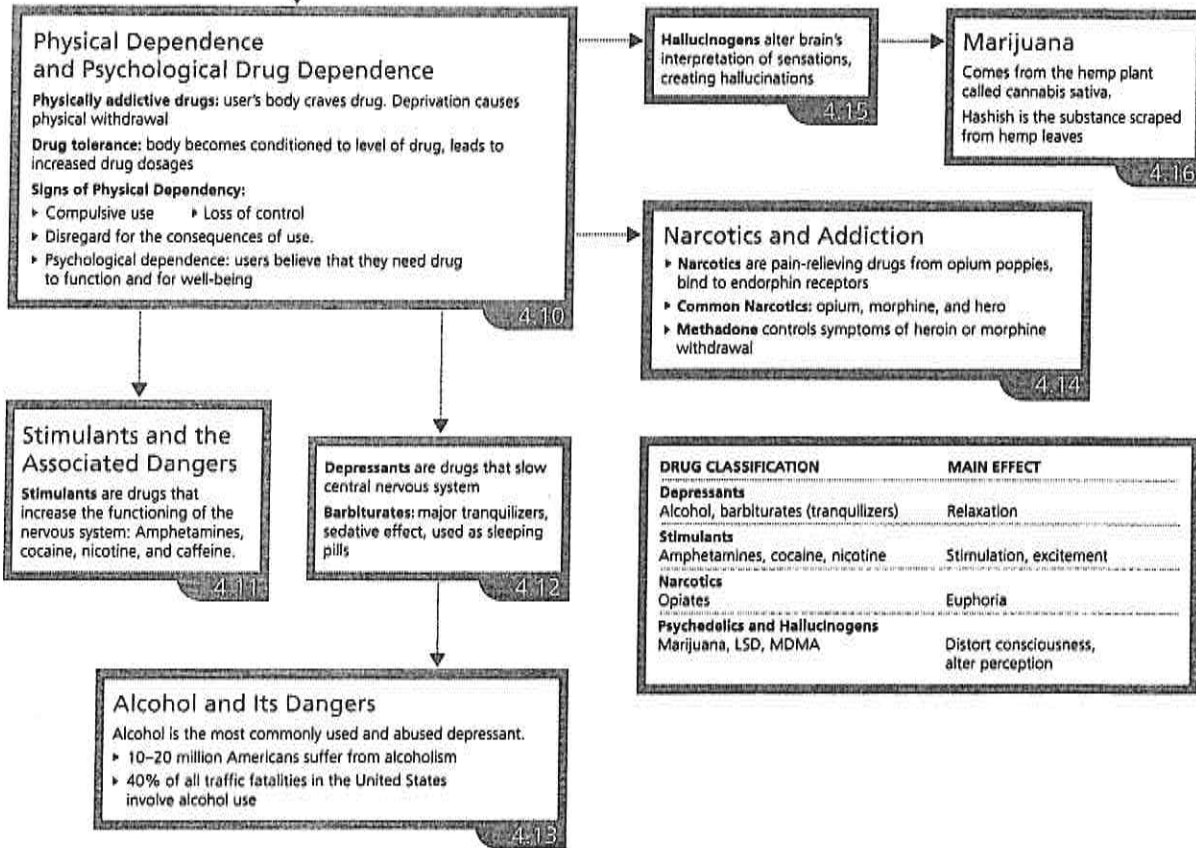 Physical Dependence
and Psychological Drug Dependence
Physically addictive drugs: user's body craves drug. Deprivation causes
physical withdrawal
Drug tolerance: body becomes conditioned to level of drug, leads to
increased drug dosages
Signs of Physical Dependency:
▸ Compulsive use ▸ Loss of control
▸ Disregard for the consequences of use.
▸ Psychological dependence: users believe that they need drug
to function and for well-being
4.10
Hallucinogens alter brain's
interpretation of sensations,
creating hallucinations
4.15
Marijuana
Comes from the hemp plant
called cannabis sativa.
Hashish is the substance scraped
from hemp leaves
4.16
Narcotics and Addiction
▸ Narcotics are pain-relieving drugs from opium poppies,
bind to endorphin receptors
▸ Common Narcotics: opium, morphine, and hero
▸ Methadone controls symptoms of heroin or morphine
withdrawal
4.14
Stimulants and the
Associated Dangers
Stimulants are drugs that
increase the functioning of the
nervous system: Amphetamines,
cocaine, nicotine, and caffeine.
4.11
Depressants are drugs that slow
central nervous system
Barbiturates: major tranquilizers,
sedative effect, used as sleeping
pills
4.12
DRUG CLASSIFICATION MAIN EFFECT
Depressants
Alcohol, barbiturates (tranquilizers) Relaxation
Stimulants
Amphetamines, cocaine, nicotine Stimulation, excitement
Narcotics
Opiates Euphoria
Psychedelics and Hallucinogens
Marijuana, LSD, MDMA Distort consciousness,
alter perception
Alcohol and Its Dangers
Alcohol is the most commonly used and abused depressant.
▸ 10–20 million Americans suffer from alcoholism
▸ 40% of all traffic fatalities in the United States
involve alcohol use
4.13